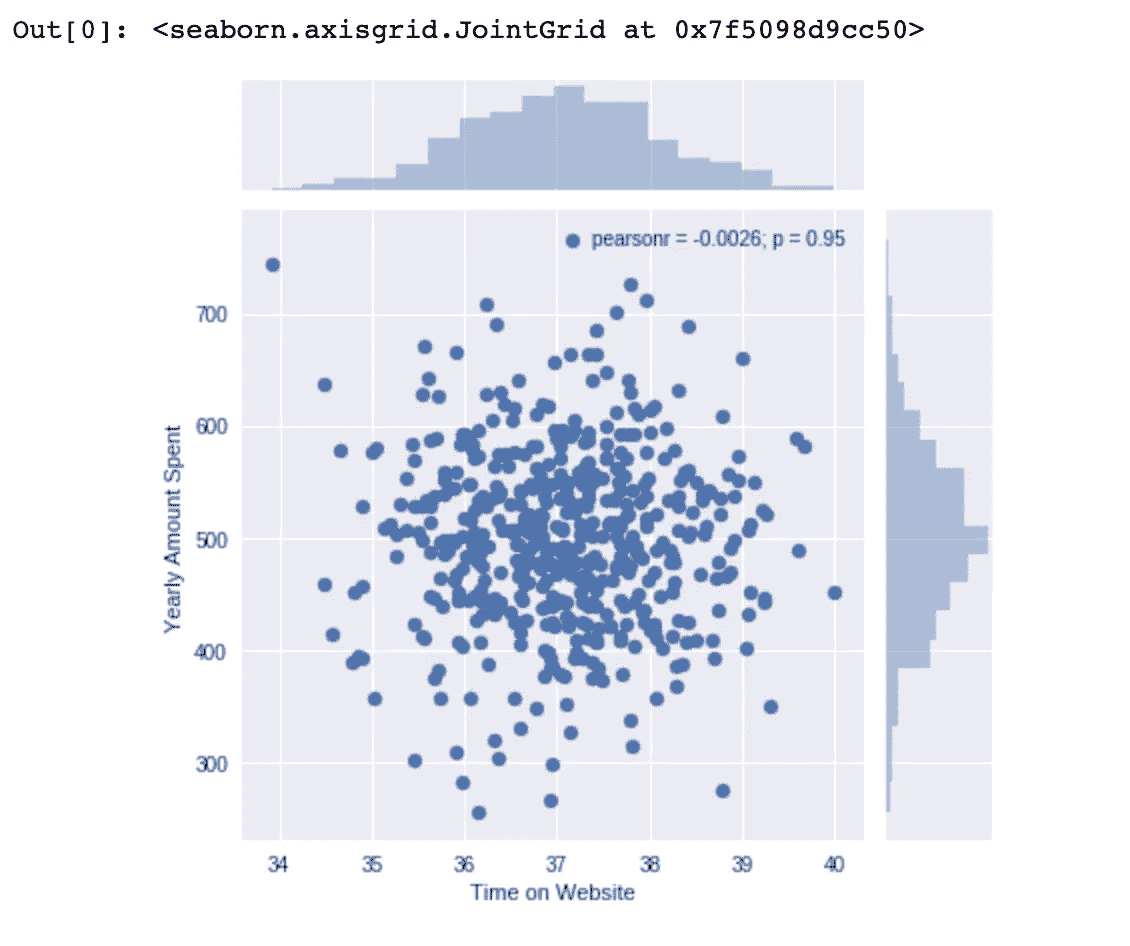 Out[0]: <seaborn.axisgrid.JointGrid at 0x7f5098d9cc50>
pearsonr = -0.0026; p = 0.95
700
600
500
400
300
Yearly Amount Spent
34 35 36 37 38 39 40
Time on Website